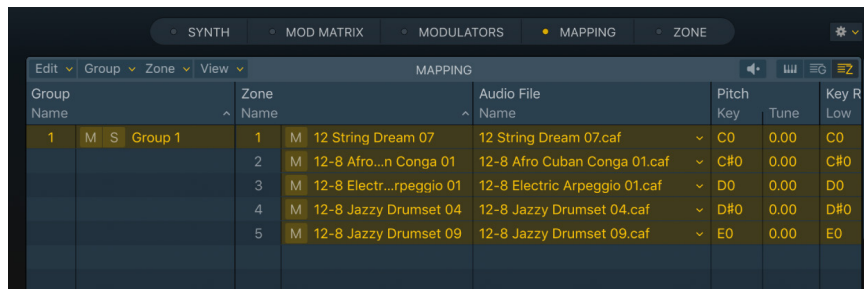 SYNTH MOD MATRIX MODULATORS MAPPING ZONE
Edit Group Zone View MAPPING G Z
Group Zone Audio File Pitch Key R
Name Name Name Key Tune Low
1 M S Group 1 1 M 12 String Dream 07 12 String Dream 07.caf C0 0.00 C0
2 M 12-8 Afro...n Conga 01 12-8 Afro Cuban Conga 01.caf C#0 0.00 C#0
3 M 12-8 Electr...rpeggio 01 12-8 Electric Arpeggio 01.caf D0 0.00 D0
4 M 12-8 Jazzy Drumset 04 12-8 Jazzy Drumset 04.caf D#0 0.00 D#0
5 M 12-8 Jazzy Drumset 09 12-8 Jazzy Drumset 09.caf E0 0.00 E0